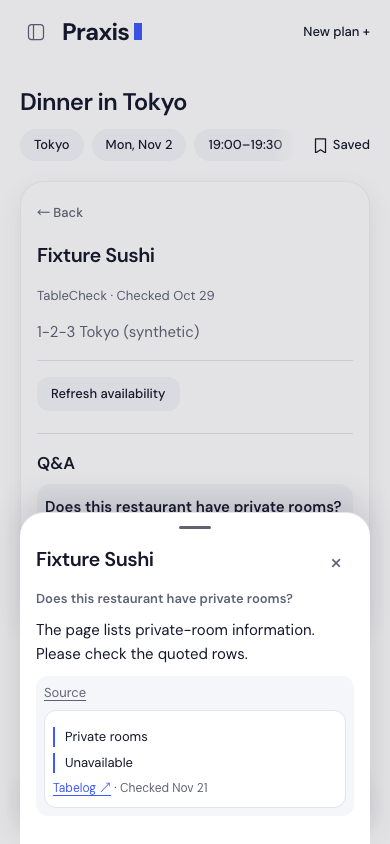 Praxis
New plan +
Dinner in Tokyo
Tokyo
Mon, Nov 2
19:00–19:30
Saved
← Back
Fixture Sushi
TableCheck · Checked Oct 29
1-2-3 Tokyo (synthetic)
Refresh availability
Q&A
Does this restaurant have private rooms?
Fixture Sushi
×
Does this restaurant have private rooms?
The page lists private-room information.
Please check the quoted rows.
Source
Private rooms
Unavailable
Tabelog ↗ · Checked Nov 21